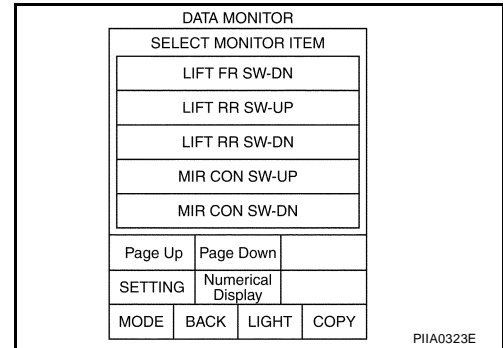 DATA MONITOR
SELECT MONITOR ITEM
LIFT FR SW-DN
LIFT RR SW-UP
LIFT RR SW-DN
MIR CON SW-UP
MIR CON SW-DN
Page Up Page Down
SETTING Numerical
Display
MODE BACK LIGHT COPY
PIIA0323E